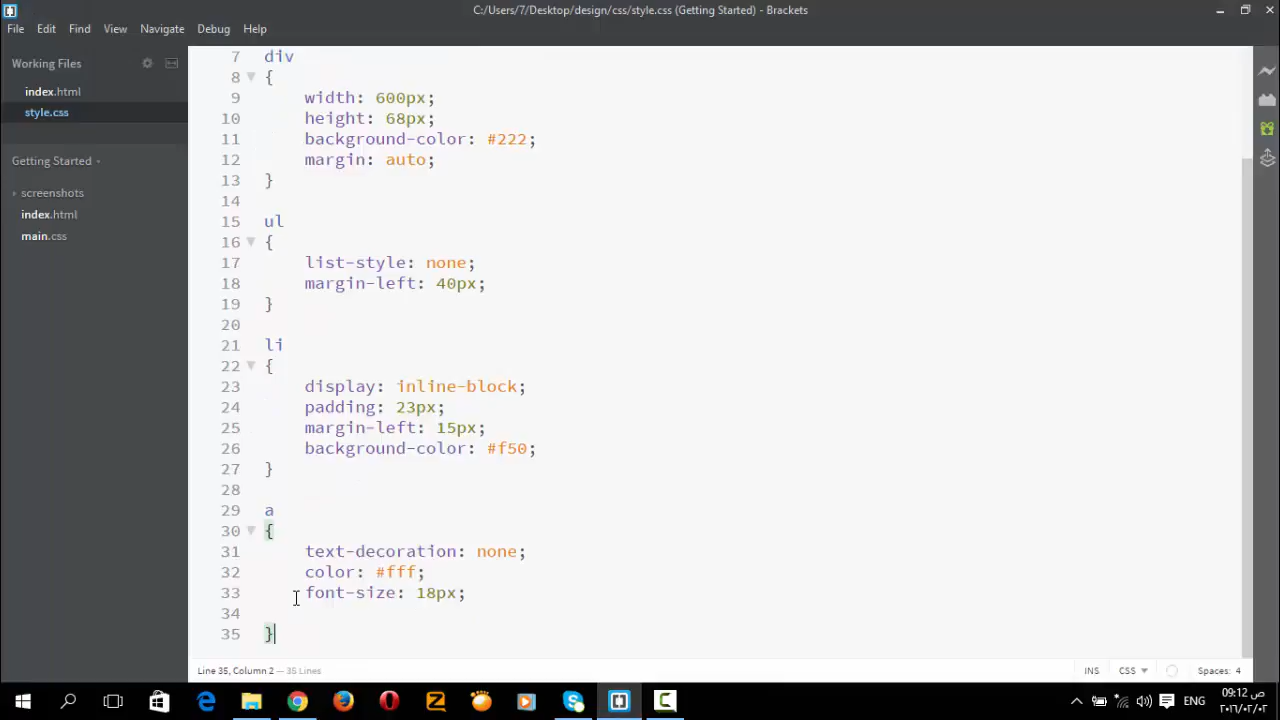 C:/Users/7/Desktop/design/css/style.css (Getting Started) - Brackets
File Edit Find View Navigate Debug Help
Working Files
index.html
style.css
Getting Started
screenshots
index.html
main.css
7 div
8 {
9 width: 600px;
10 height: 68px;
11 background-color: #222;
12 margin: auto;
13 }
14
15 ul
16 {
17 list-style: none;
18 margin-left: 40px;
19 }
20
21 li
22 {
23 display: inline-block;
24 padding: 23px;
25 margin-left: 15px;
26 background-color: #f50;
27 }
28
29 a
30 {
31 text-decoration: none;
32 color: #fff;
33 font-size: 18px;
34
35 }
Line 35, Column 2 — 35 Lines
INS CSS Spaces: 4
ENG
09:12 ص
٢٠١٦/٠٢/٠٢